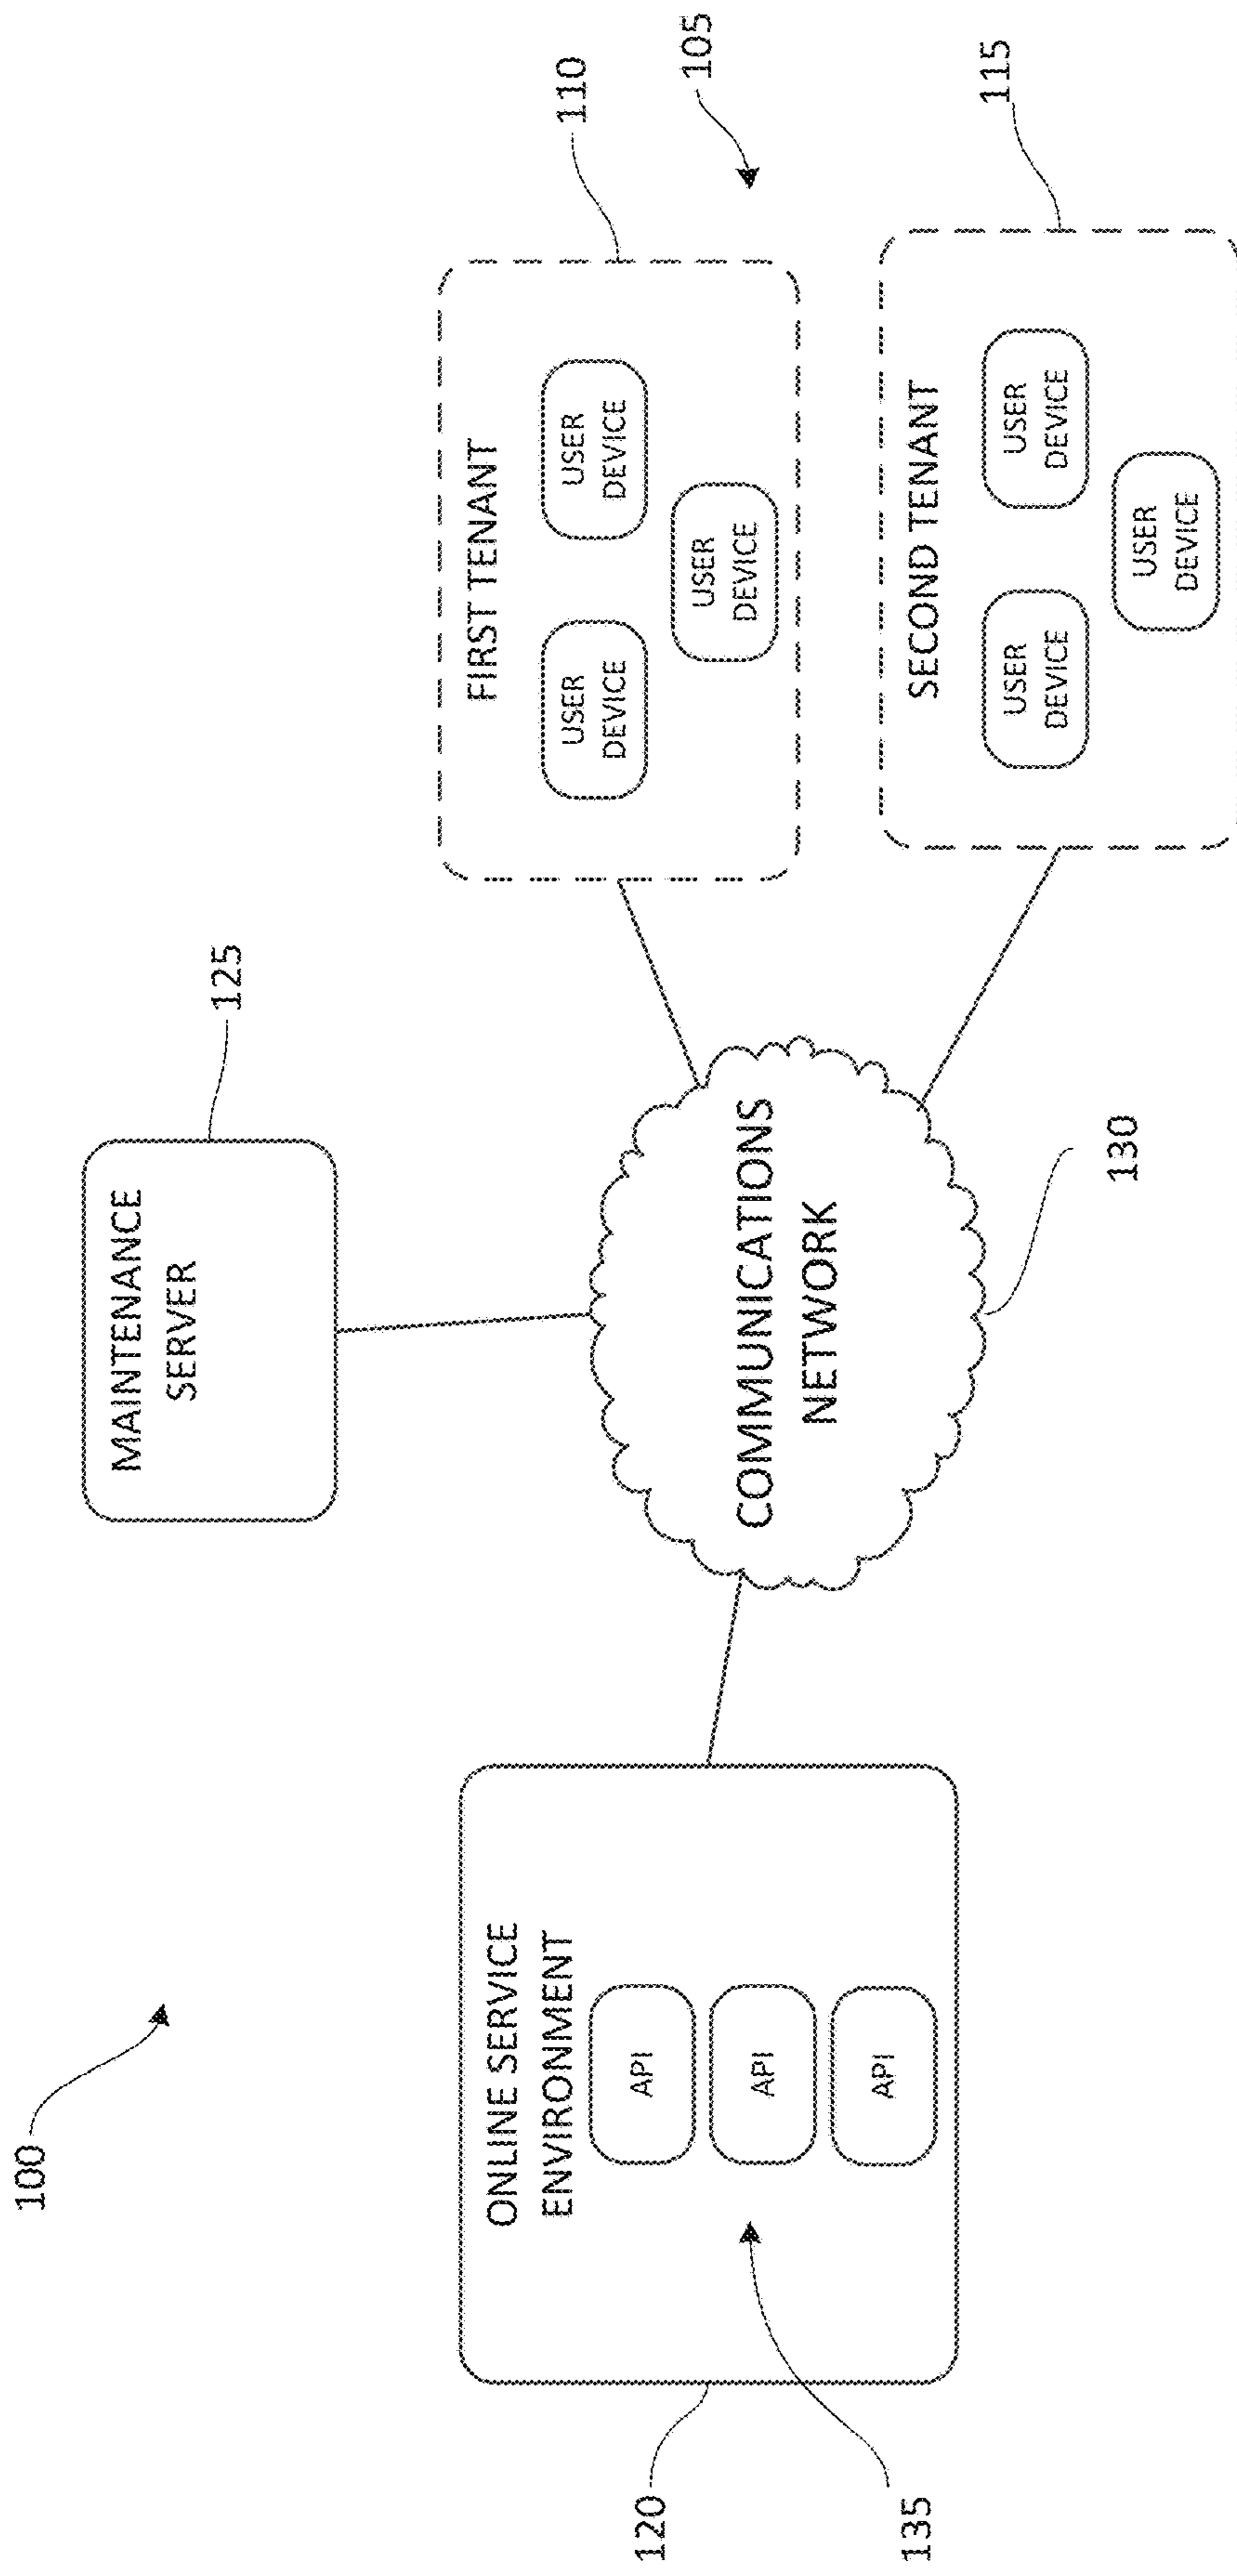 100
MAINTENANCE
SERVER
125
ONLINE SERVICE
ENVIRONMENT
API
API
API
120
135
COMMUNICATIONS
NETWORK
130
FIRST TENANT
USER
DEVICE
USER
DEVICE
USER
DEVICE
110
105
SECOND TENANT
USER
DEVICE
USER
DEVICE
USER
DEVICE
115